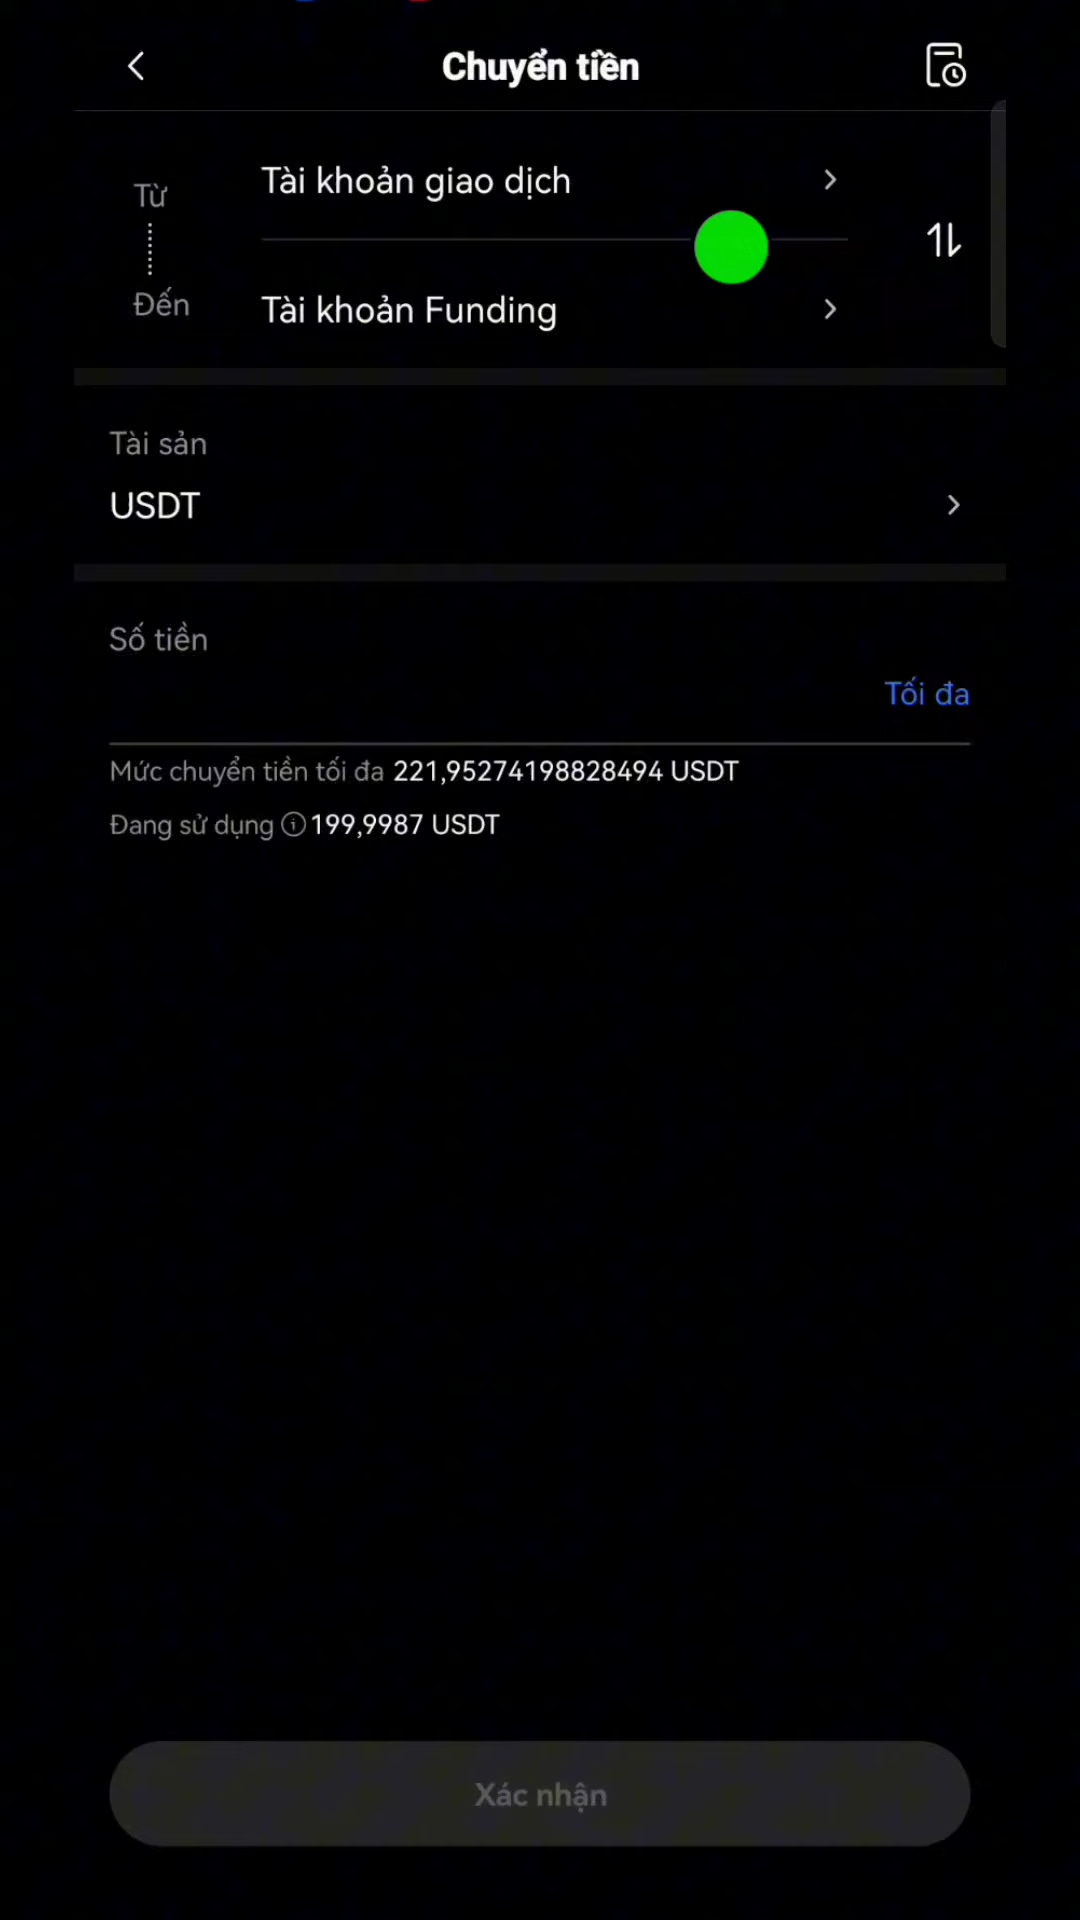 Chuyển tiền
Từ
Tài khoản giao dịch
Đến
Tài khoản Funding
Tài sản
USDT
Số tiền
Tối đa
Mức chuyển tiền tối đa 221,95274198828494 USDT
Đang sử dụng 199,9987 USDT
Xác nhận